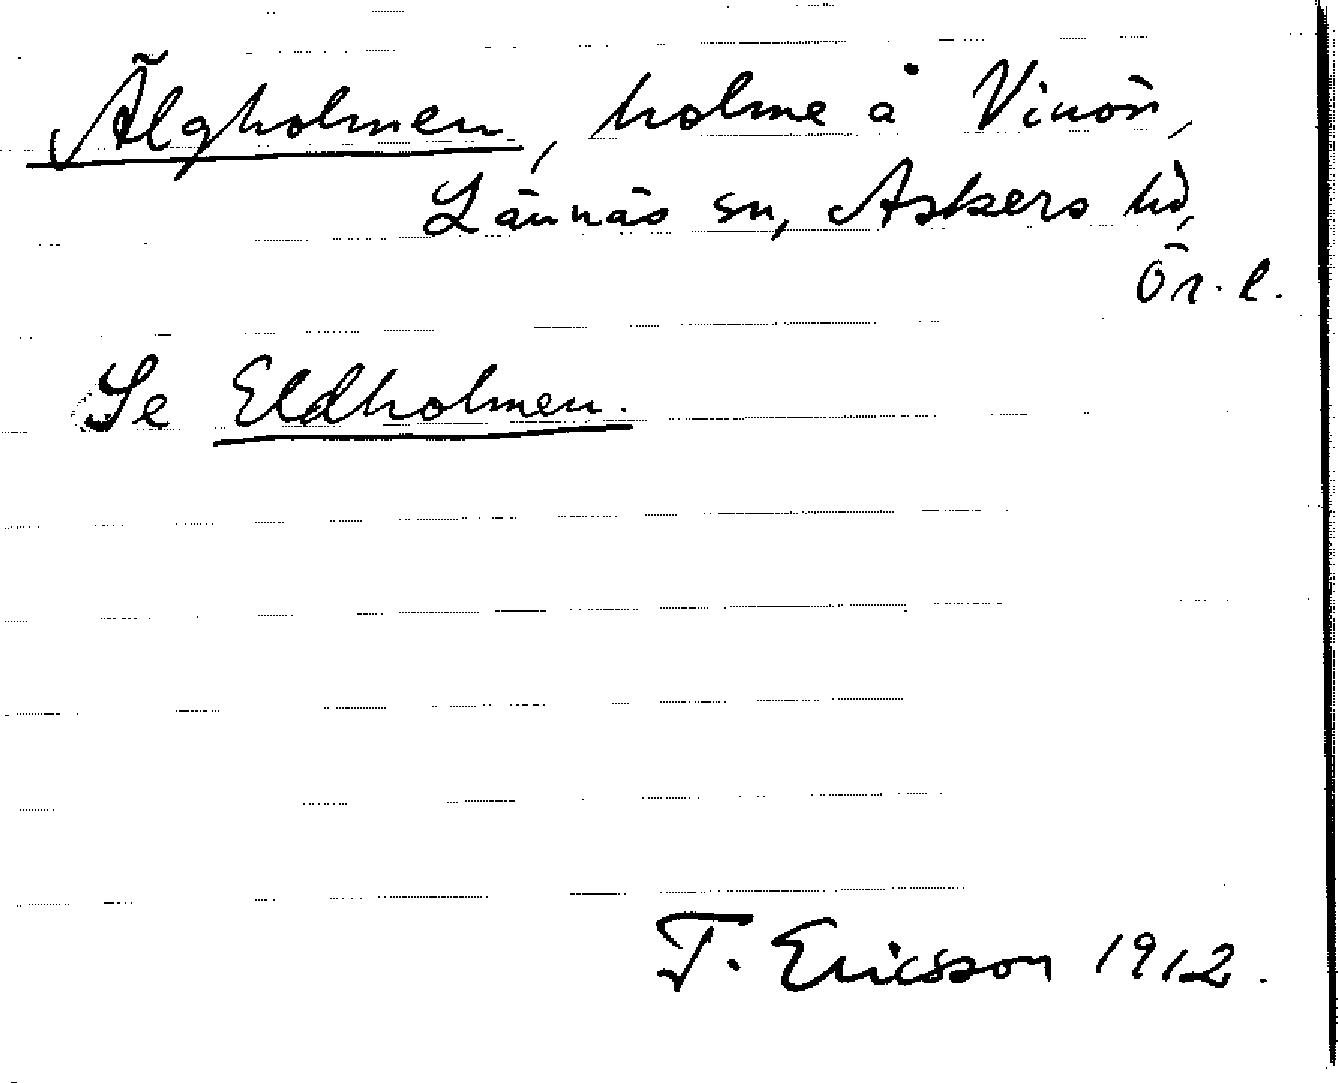 Älgholmen, holme å Vinön,
Lännäs sn, Askers hd,
Ör. l.
Se Eldholmen.
T. Ericsson 1912.